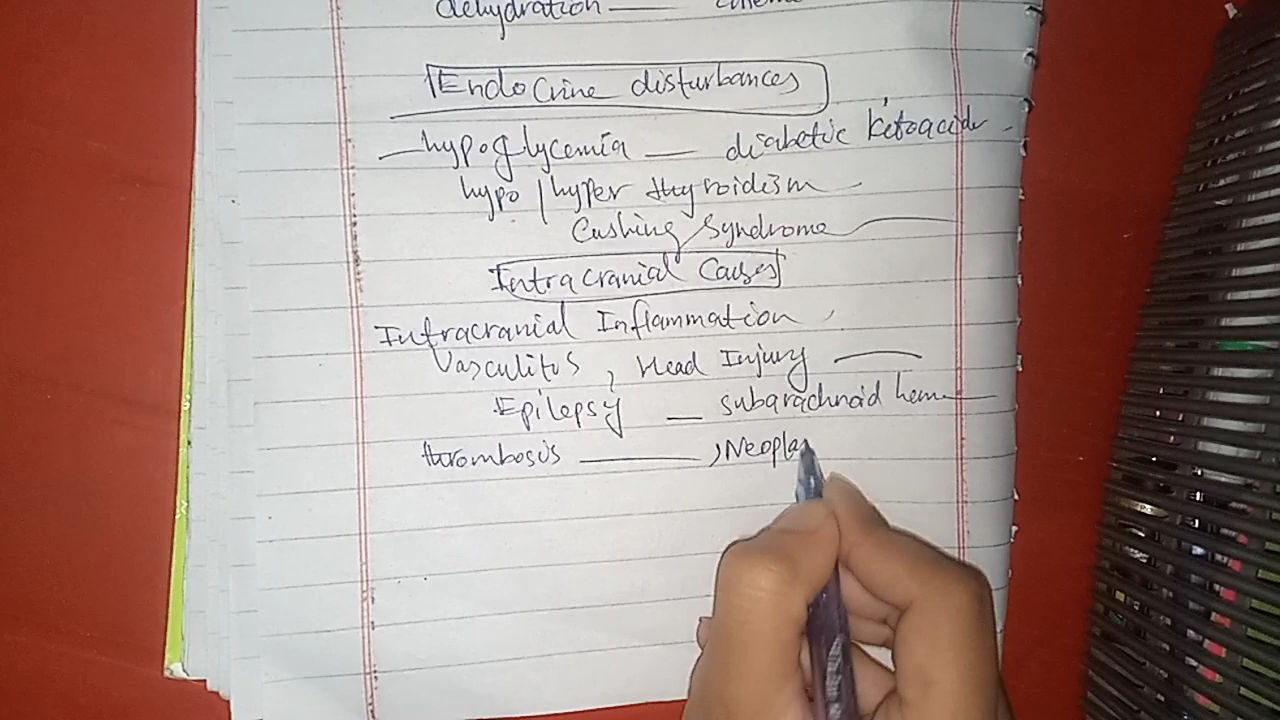 dehydration —
Endocrine disturbances
— hypoglycemia — diabetic ketoacido
hypo / hyper thyroidism —
Cushing Syndrome —
Intracranial Causes
Intracranial Inflammation ,
Vasculitus , Head Injury —
Epilepsy — subarachnoid hem
thrombosis — , Neopla